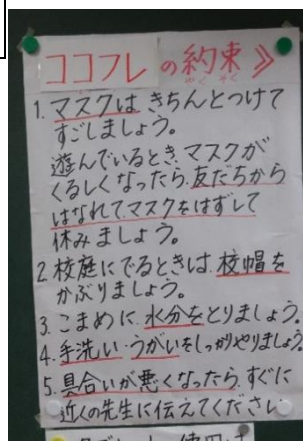 ココフレの約束》
やくそく
1. マスクは きちんとつけて
すごしましょう。
遊んでいるとき、マスクが
くるしくなったら、友だちから
はなれて、マスクをはずして
休みましょう。
2. 校庭にでるときは、校帽を
かぶりましょう。
3. こまめに、水分をとりましょう。
4. 手洗い・うがいをしっかりやりましょう
5. 具合いが悪くなったら、すぐに
近くの先生に伝えてください